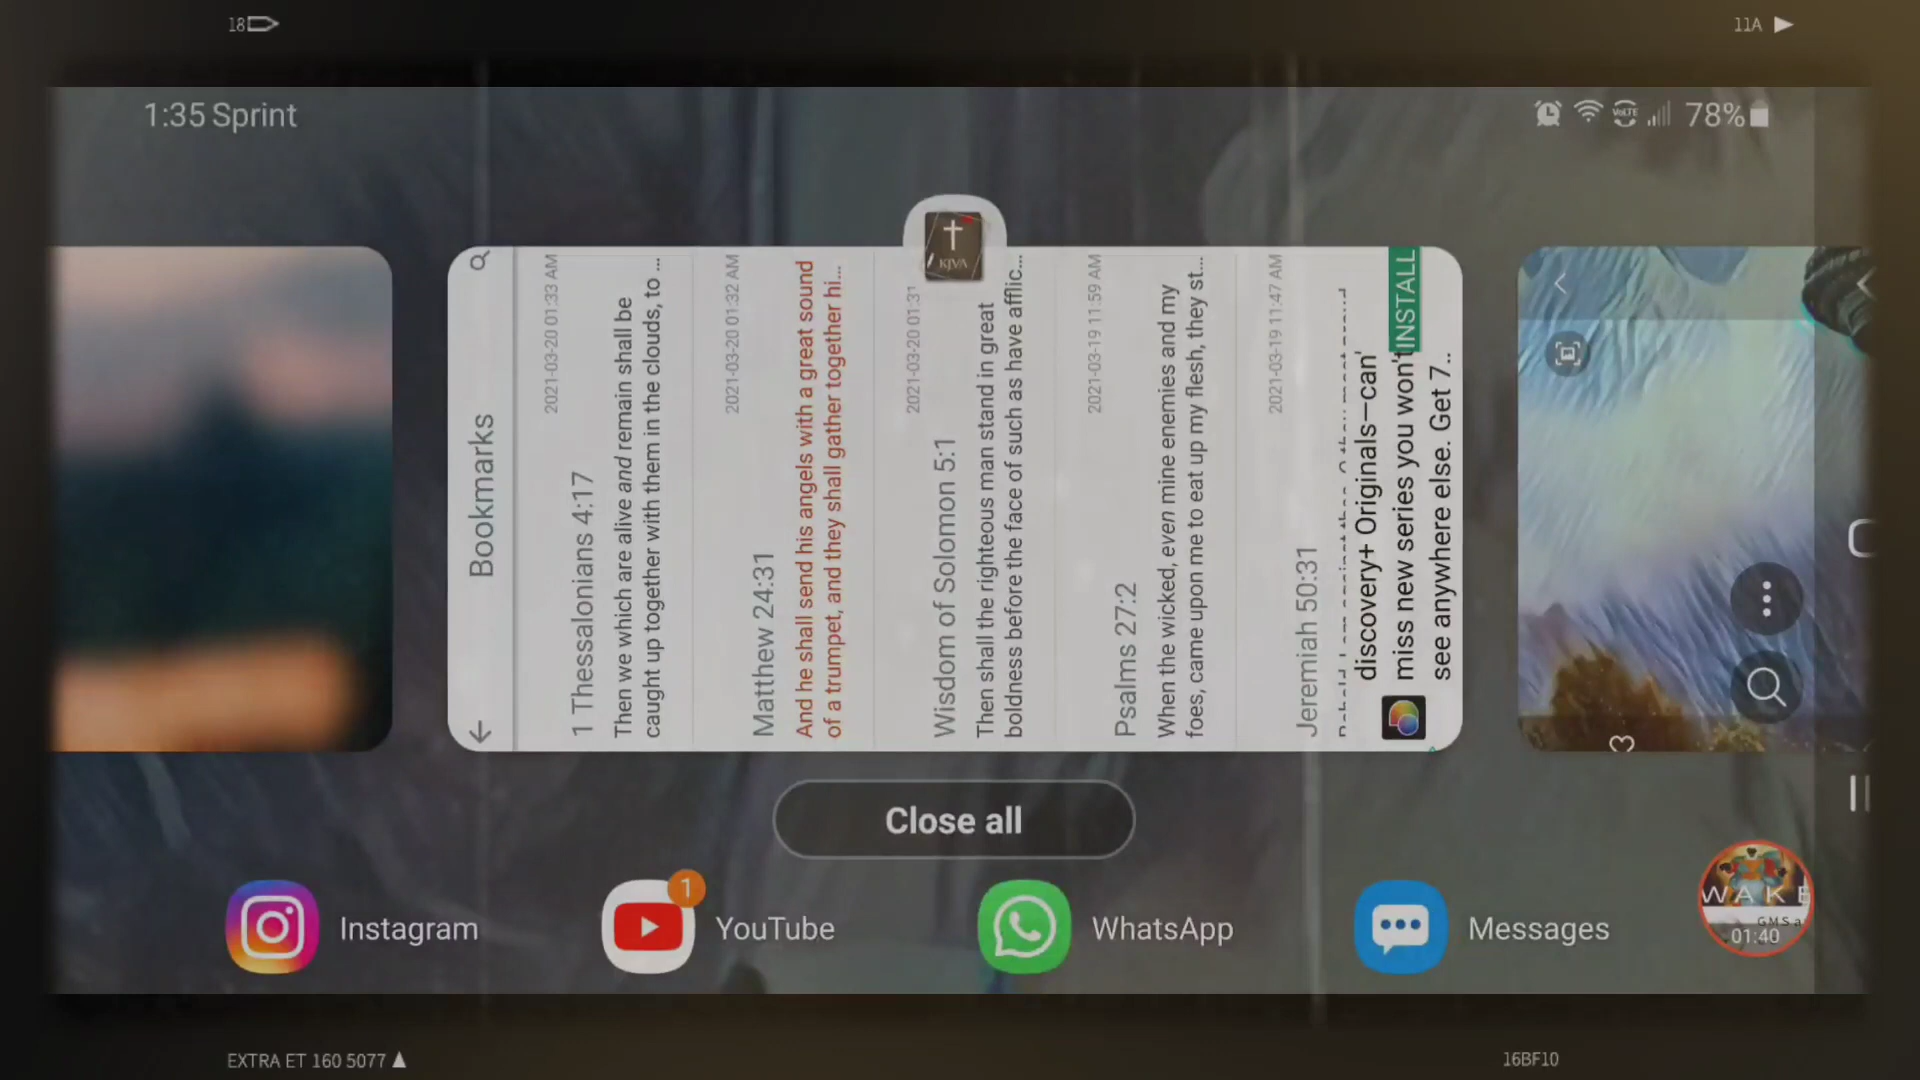 18
11A
1:35 Sprint
78%
KJVA
Bookmarks
1 Thessalonians 4:17
2021-03-20 01:33 AM
Then we which are alive and remain shall be
caught up together with them in the clouds, to ...
Matthew 24:31
2021-03-20 01:32 AM
And he shall send his angels with a great sound
of a trumpet, and they shall gather together hi...
Wisdom of Solomon 5:1
2021-03-20 01:31
Then shall the righteous man stand in great
boldness before the face of such as have afflic...
Psalms 27:2
2021-03-19 11:59 AM
When the wicked, even mine enemies and my
foes, came upon me to eat up my flesh, they st...
Jeremiah 50:31
2021-03-19 11:47 AM
discovery+ Originals—can'
miss new series you won't
see anywhere else. Get 7..
INSTALL
Close all
Instagram
1
YouTube
WhatsApp
Messages
WAKE
GMS a
01:40
EXTRA ET 160 5077
16BF10